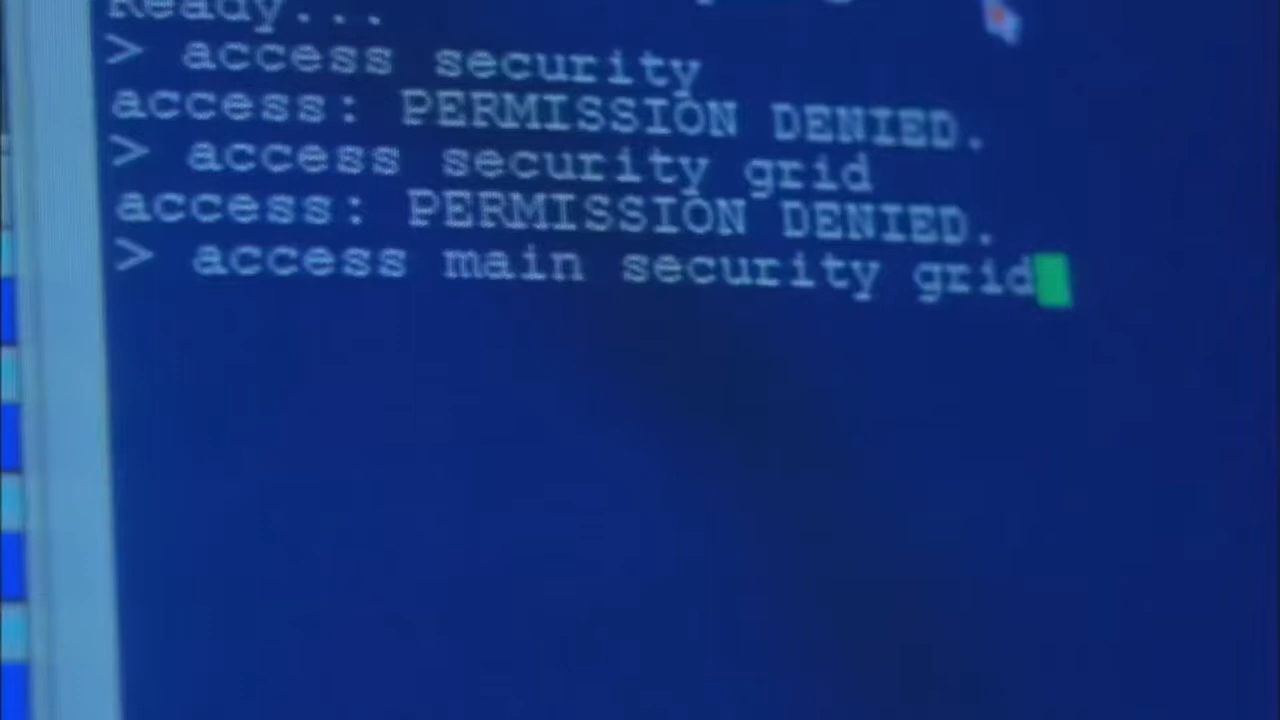 Ready...
> access security
access: PERMISSION DENIED.
> access security grid
access: PERMISSION DENIED.
> access main security grid